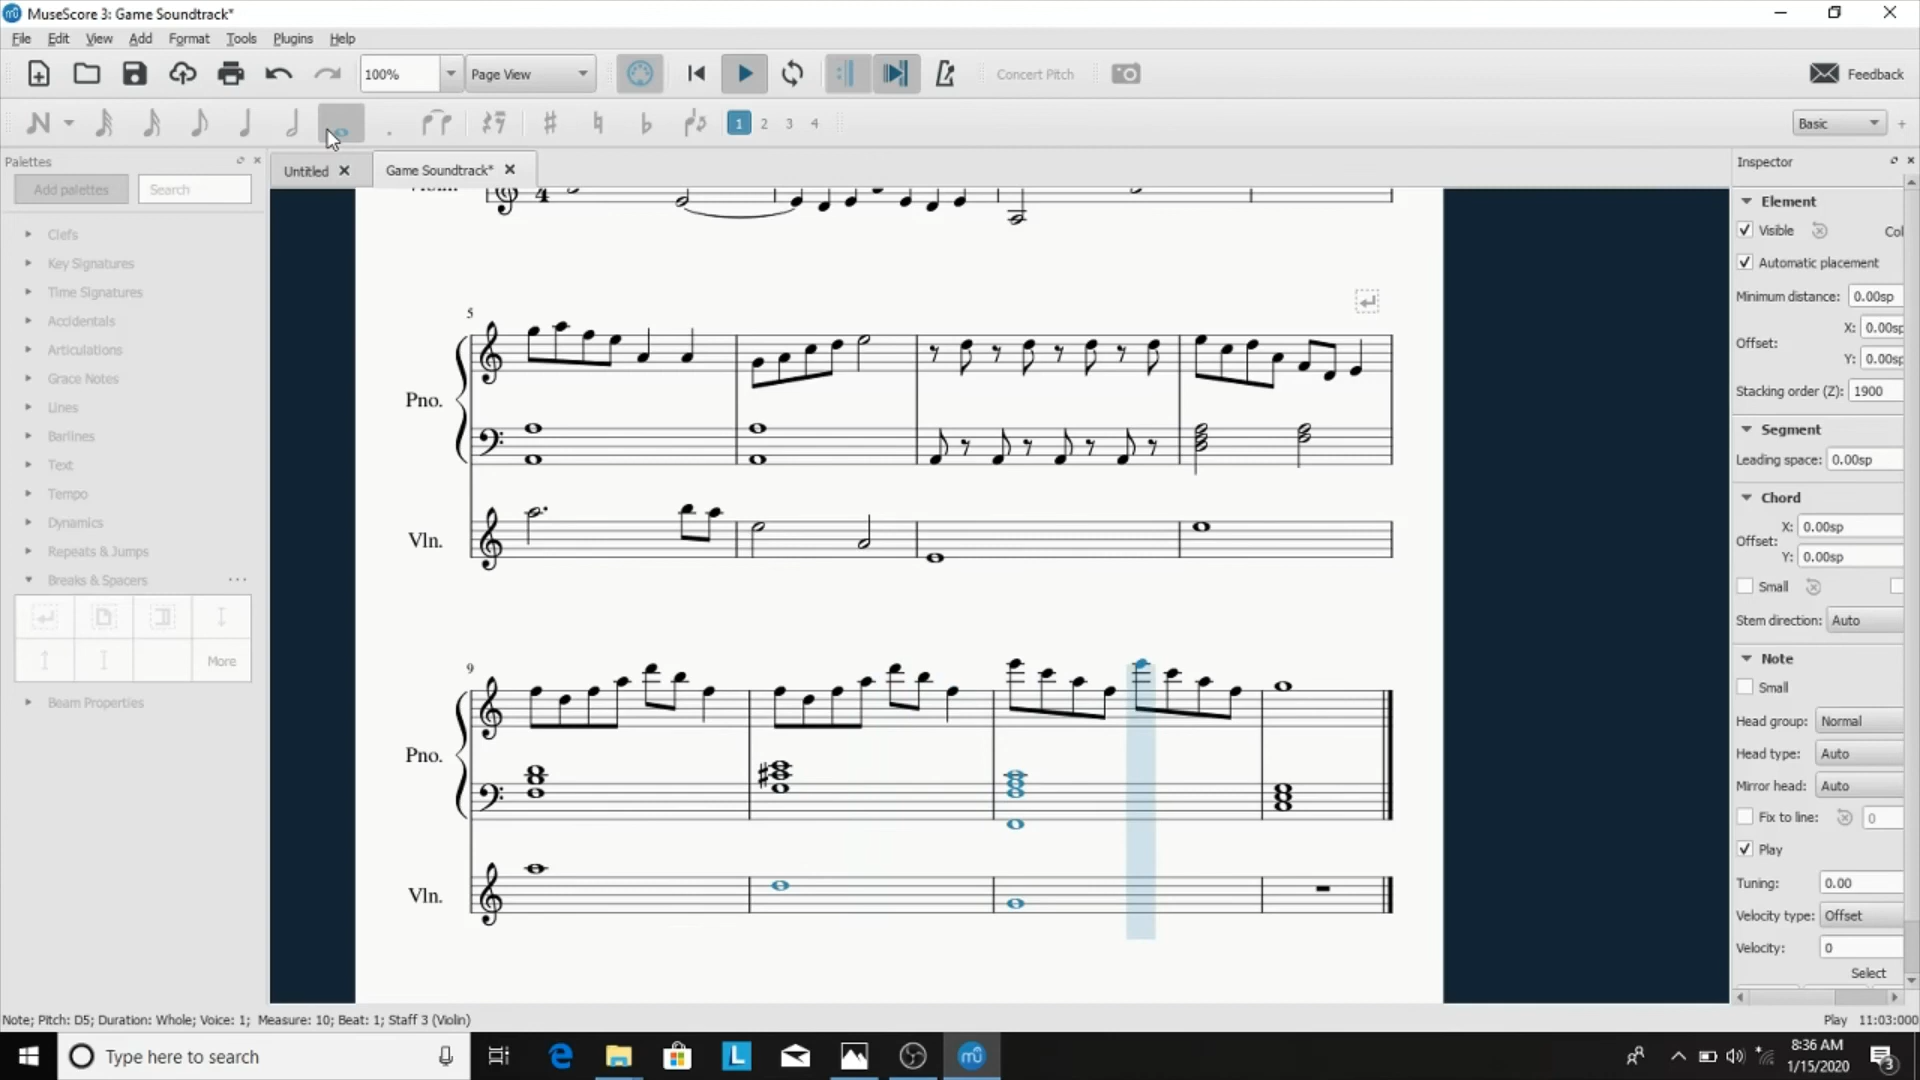 MuseScore 3: Game Soundtrack*
File Edit View Add Format Tools Plugins Help
100% Page View Concert Pitch Feedback
1 2 3 4 Basic +
Palettes
Add palettes Search
Clefs
Key Signatures
Time Signatures
Accidentals
Articulations
Grace Notes
Lines
Barlines
Text
Tempo
Dynamics
Repeats & Jumps
Breaks & Spacers ...
More
Beam Properties
Untitled Game Soundtrack*
4
5
Pno.
Vln.
9
Pno.
Vln.
Inspector
Element
Visible Col
Automatic placement
Minimum distance: 0.00sp
Offset: X: 0.00sp
Y: 0.00sp
Stacking order (Z): 1900
Segment
Leading space: 0.00sp
Chord
Offset: X: 0.00sp
Y: 0.00sp
Small
Stem direction: Auto
Note
Small
Head group: Normal
Head type: Auto
Mirror head: Auto
Fix to line: 0
Play
Tuning: 0.00
Velocity type: Offset
Velocity: 0
Select
Note; Pitch: D5; Duration: Whole; Voice: 1; Measure: 10; Beat: 1; Staff 3 (Violin) Play 11:03:000
Type here to search
L
8:36 AM
1/15/2020
3